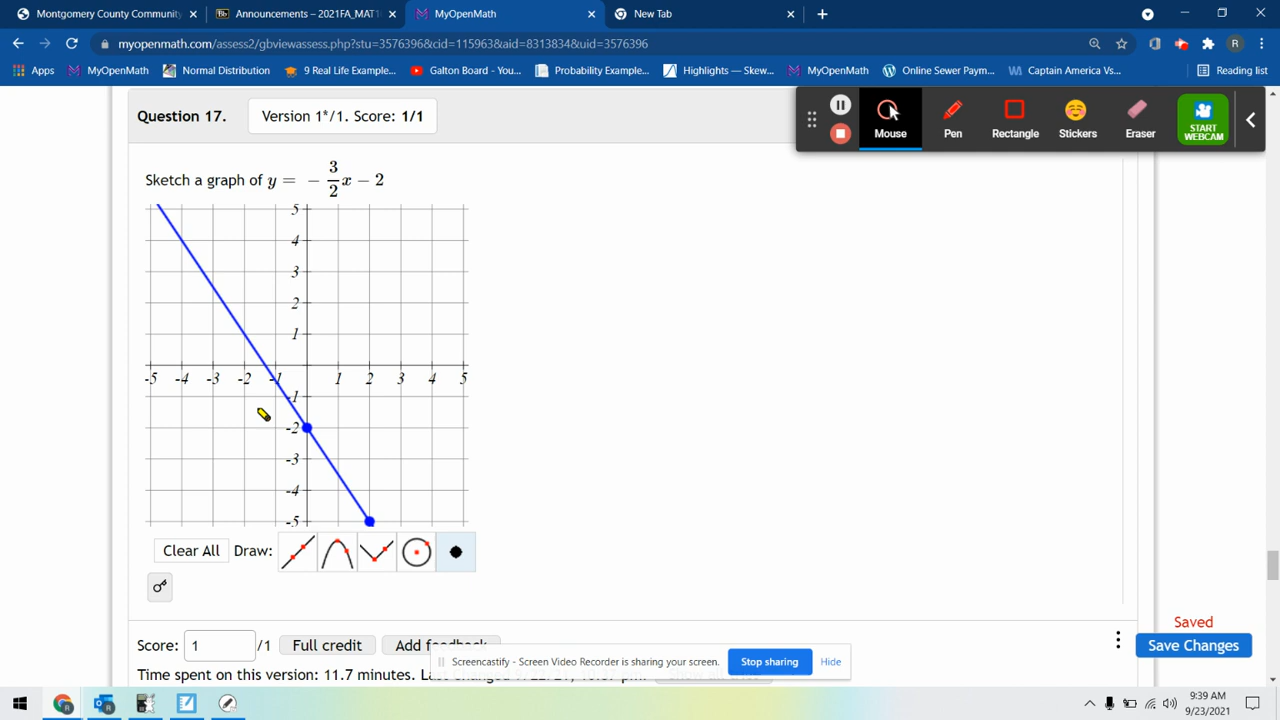 Montgomery County Community
Announcements – 2021FA_MAT1
MyOpenMath
New Tab
myopenmath.com/assess2/gbviewassess.php?stu=3576396&cid=115963&aid=8313834&uid=3576396
R
Apps
MyOpenMath
Normal Distribution
9 Real Life Example...
Galton Board - You...
Probability Example...
Highlights — Skew...
MyOpenMath
Online Sewer Paym...
Captain America Vs...
Reading list
Question 17.
Version 1*/1. Score: 1/1
Mouse
Pen
Rectangle
Stickers
Eraser
START WEBCAM
Sketch a graph of y = − 3/2 x − 2
5
4
3
2
1
-5 -4 -3 -2 -1 1 2 3 4 5
-1
-2
-3
-4
-5
Clear All Draw:
Score: 1 /1 Full credit Add feedback
Saved
Save Changes
Screencastify - Screen Video Recorder is sharing your screen. Stop sharing Hide
Time spent on this version: 11.7 minutes.
9:39 AM
9/23/2021